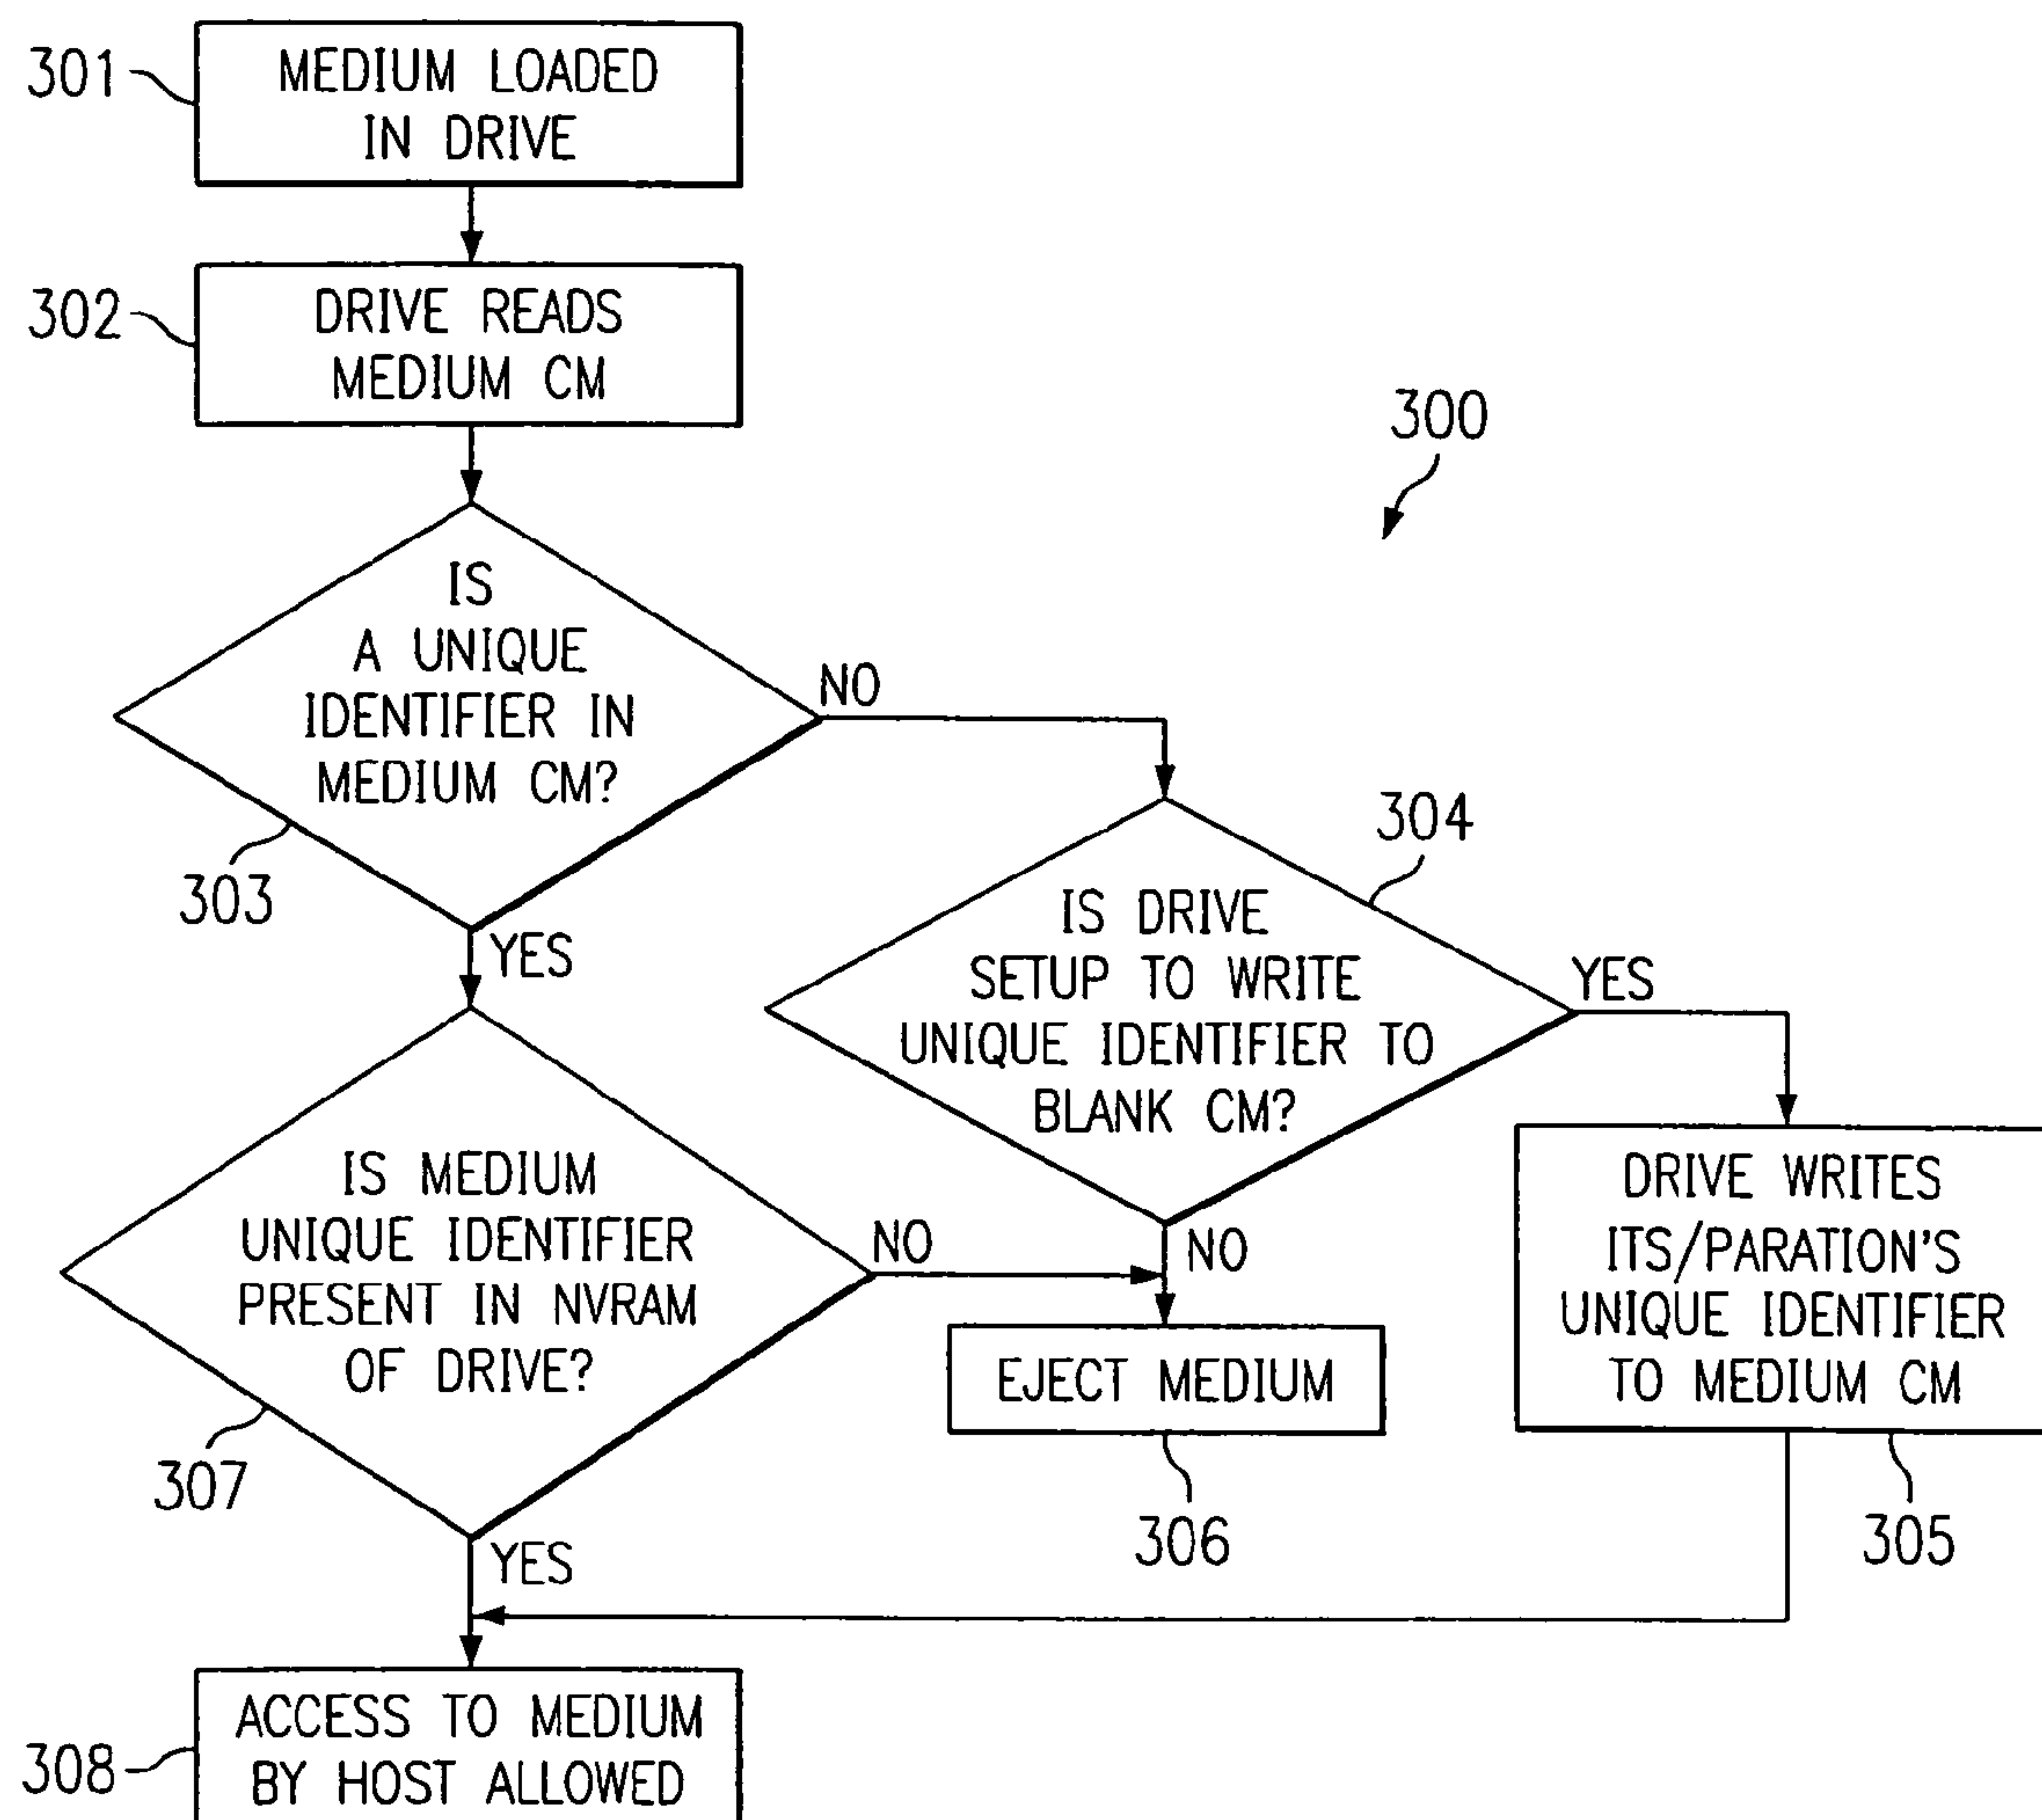 301
MEDIUM LOADED
IN DRIVE
302
DRIVE READS
MEDIUM CM
300
IS
A UNIQUE
IDENTIFIER IN
MEDIUM CM?
NO
303
YES
304
IS DRIVE
SETUP TO WRITE
UNIQUE IDENTIFIER TO
BLANK CM?
YES
NO
IS MEDIUM
UNIQUE IDENTIFIER
PRESENT IN NVRAM
OF DRIVE?
NO
307
YES
EJECT MEDIUM
306
DRIVE WRITES
ITS/PARATION'S
UNIQUE IDENTIFIER
TO MEDIUM CM
305
308
ACCESS TO MEDIUM
BY HOST ALLOWED